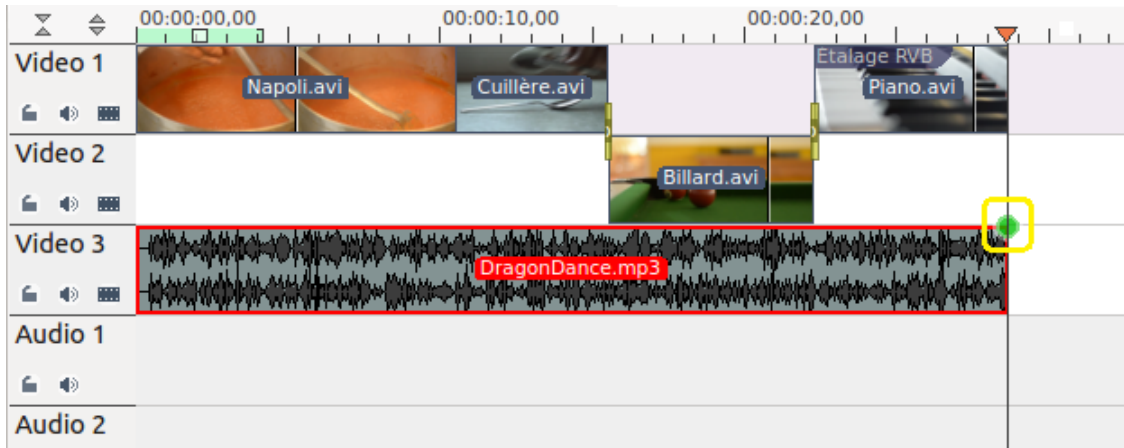 00:00:00,00 00:00:10,00 00:00:20,00
Video 1
Etalage RVB
Napoli.avi Cuillère.avi Piano.avi
Video 2
Billard.avi
Video 3
DragonDance.mp3
Audio 1
Audio 2